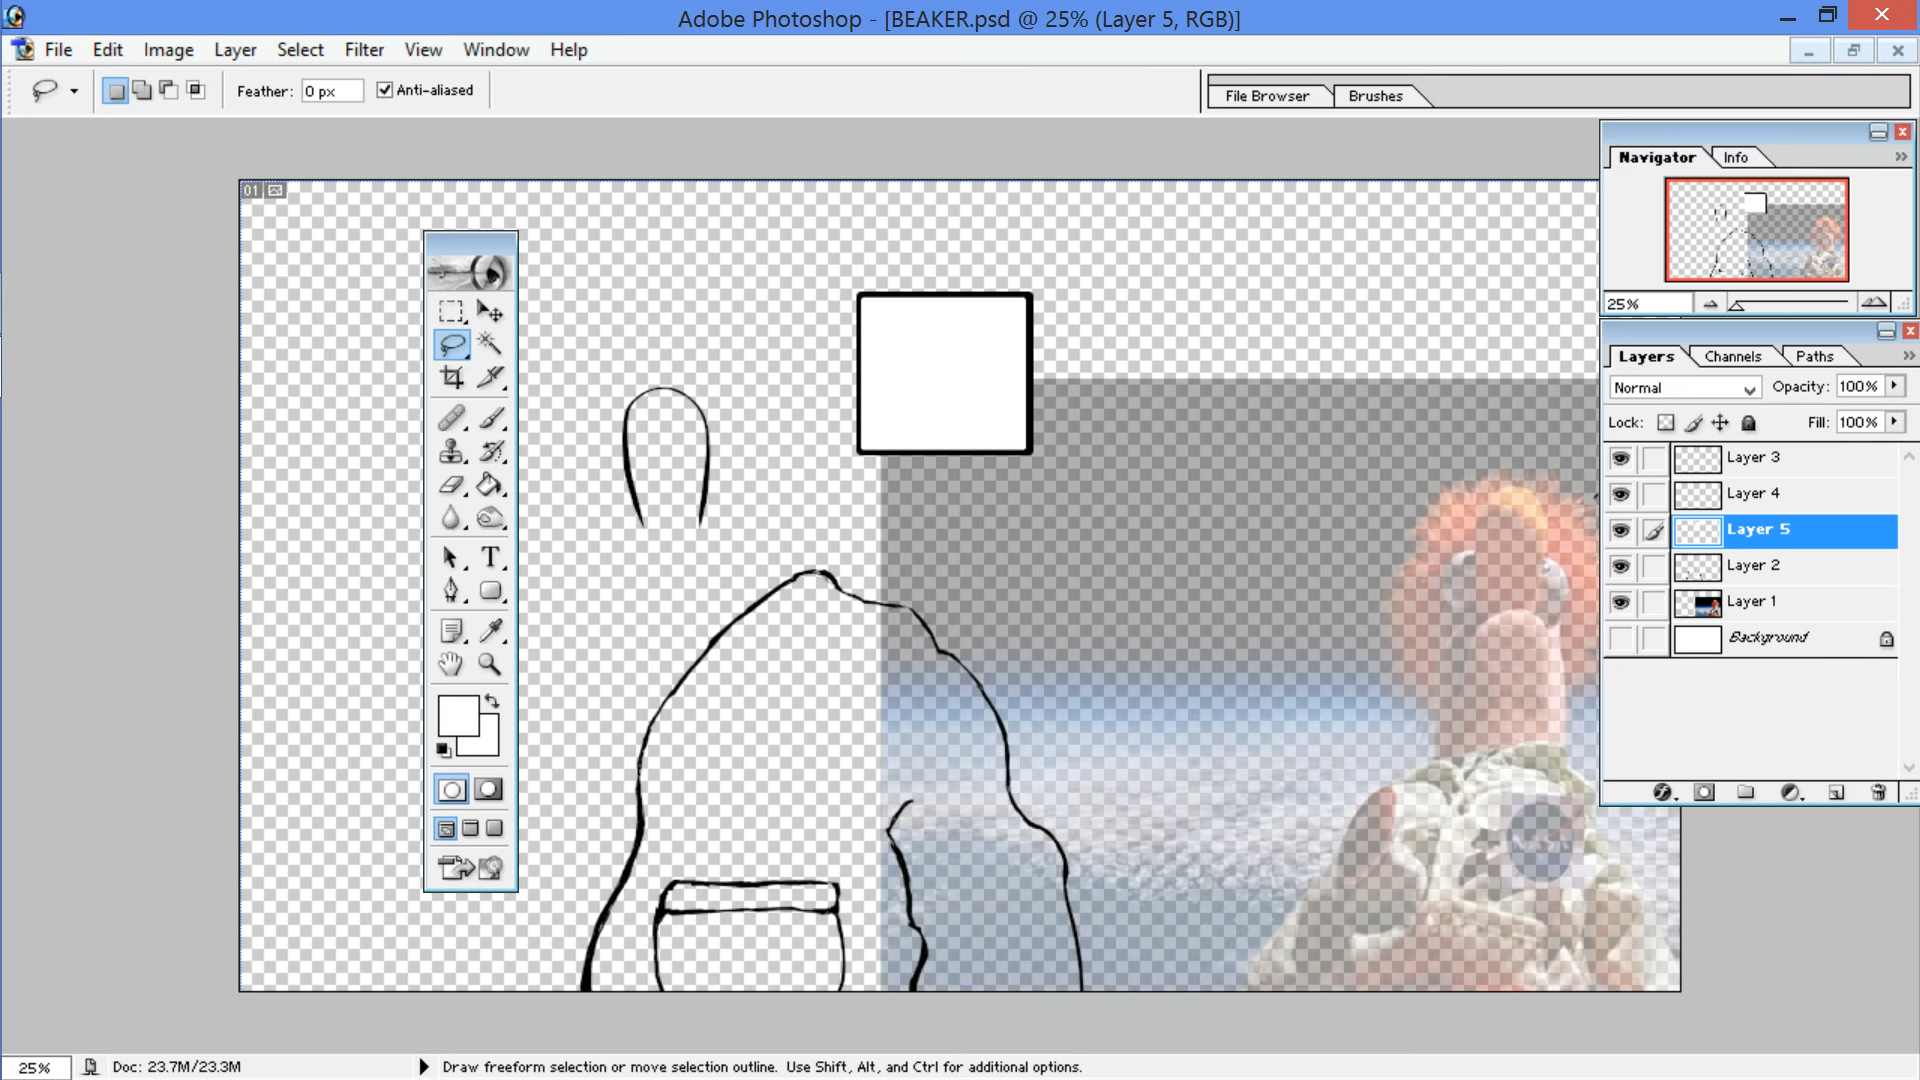 Adobe Photoshop - [BEAKER.psd @ 25% (Layer 5, RGB)]
File Edit Image Layer Select Filter View Window Help
Feather: 0 px Anti-aliased
File Browser Brushes
Navigator Info
25%
01
Layers Channels Paths
Normal Opacity: 100%
Lock: Fill: 100%
Layer 3
Layer 4
Layer 5
Layer 2
Layer 1
Background
T
NASA
25% Doc: 23.7M/23.3M Draw freeform selection or move selection outline. Use Shift, Alt, and Ctrl for additional options.